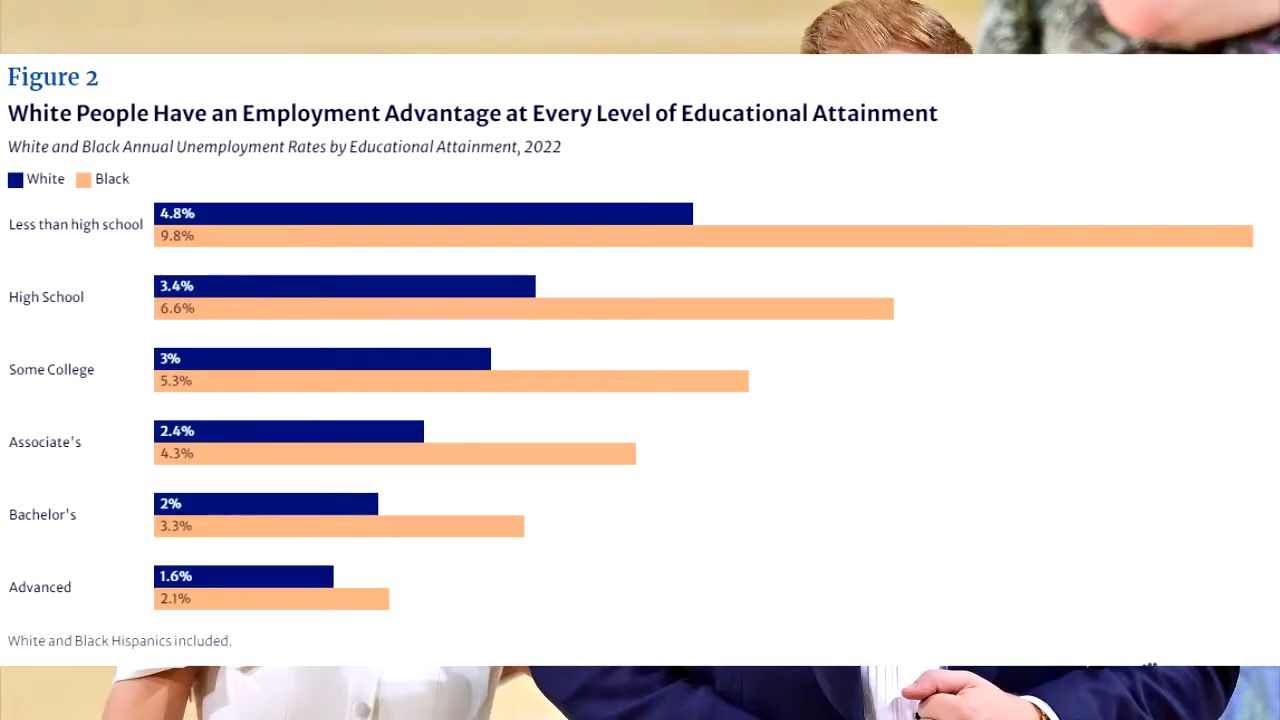 Figure 2
White People Have an Employment Advantage at Every Level of Educational Attainment
White and Black Annual Unemployment Rates by Educational Attainment, 2022
White Black
Less than high school
4.8%
9.8%
High School
3.4%
6.6%
Some College
3%
5.3%
Associate's
2.4%
4.3%
Bachelor's
2%
3.3%
Advanced
1.6%
2.1%
White and Black Hispanics included.